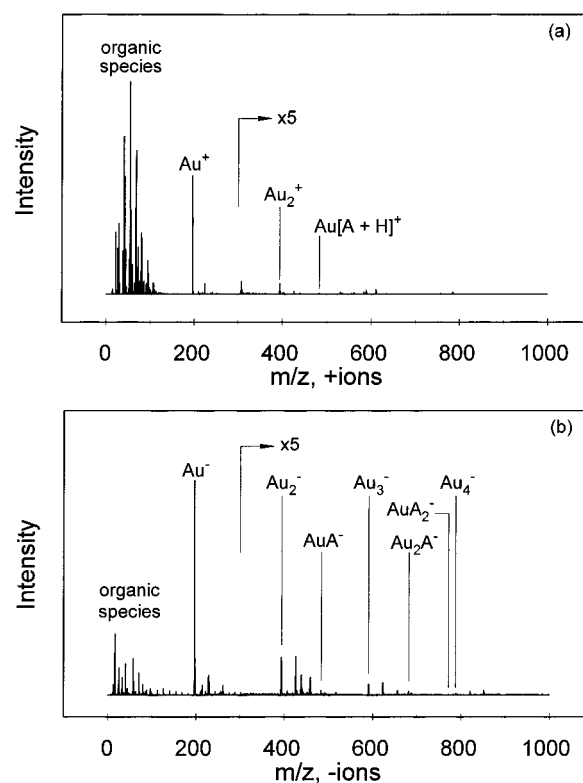 (a)
organic
species
x5
Au⁺
Au₂⁺
Au[A + H]⁺
Intensity
0 200 400 600 800 1000
m/z, +ions
(b)
x5
Au⁻ Au₂⁻ Au₃⁻ Au₄⁻
AuA₂⁻
AuA⁻ Au₂A⁻
organic
species
Intensity
0 200 400 600 800 1000
m/z, -ions